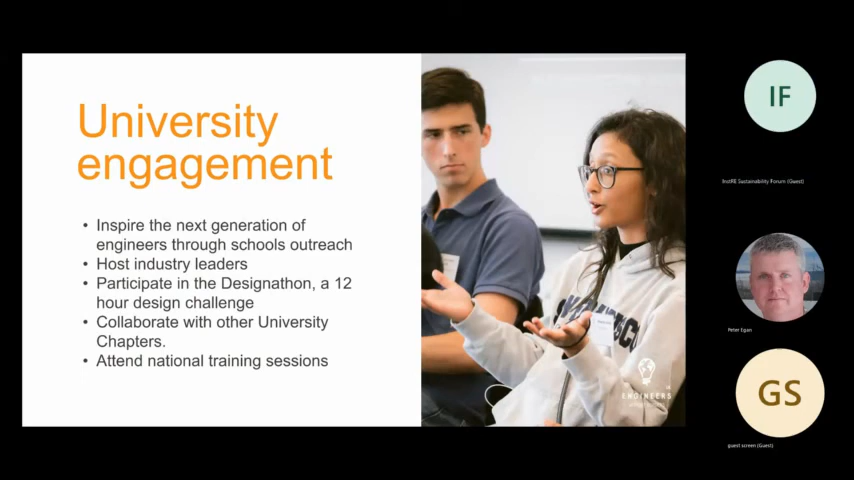 University
engagement
• Inspire the next generation of
engineers through schools outreach
• Host industry leaders
• Participate in the Designathon, a 12
hour design challenge
• Collaborate with other University
Chapters.
• Attend national training sessions
ENGINEERS
IF
InstRE Sustainability Forum (Guest)
Peter Egan
GS
guest screen (Guest)